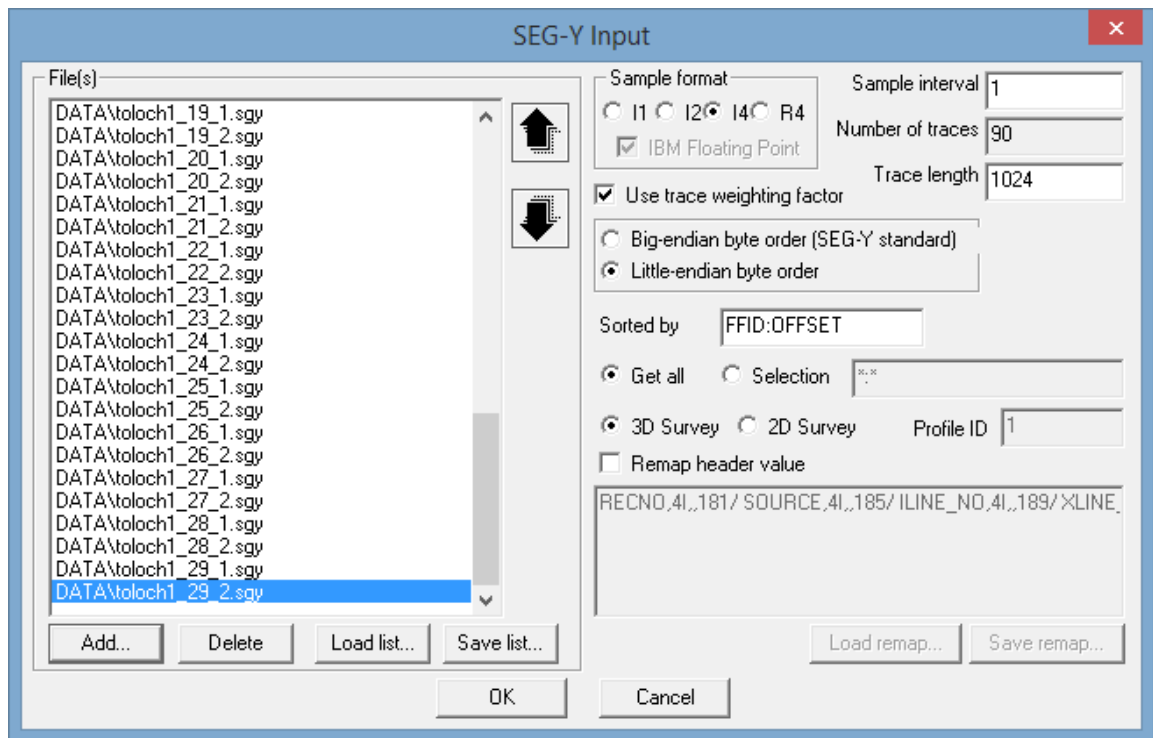 SEG-Y Input
File(s)
DATA\toloch1_19_1.sgy
DATA\toloch1_19_2.sgy
DATA\toloch1_20_1.sgy
DATA\toloch1_20_2.sgy
DATA\toloch1_21_1.sgy
DATA\toloch1_21_2.sgy
DATA\toloch1_22_1.sgy
DATA\toloch1_22_2.sgy
DATA\toloch1_23_1.sgy
DATA\toloch1_23_2.sgy
DATA\toloch1_24_1.sgy
DATA\toloch1_24_2.sgy
DATA\toloch1_25_1.sgy
DATA\toloch1_25_2.sgy
DATA\toloch1_26_1.sgy
DATA\toloch1_26_2.sgy
DATA\toloch1_27_1.sgy
DATA\toloch1_27_2.sgy
DATA\toloch1_28_1.sgy
DATA\toloch1_28_2.sgy
DATA\toloch1_29_1.sgy
DATA\toloch1_29_2.sgy
Add... Delete Load list... Save list...
Sample format
I1 I2 I4 R4
IBM Floating Point
Sample interval 1
Number of traces 90
Trace length 1024
Use trace weighting factor
Big-endian byte order (SEG-Y standard)
Little-endian byte order
Sorted by FFID:OFFSET
Get all Selection *:*
3D Survey 2D Survey Profile ID 1
Remap header value
RECNO,4I,,181/ SOURCE,4I,,185/ ILINE_NO,4I,,189/ XLINE_
Load remap... Save remap...
OK Cancel